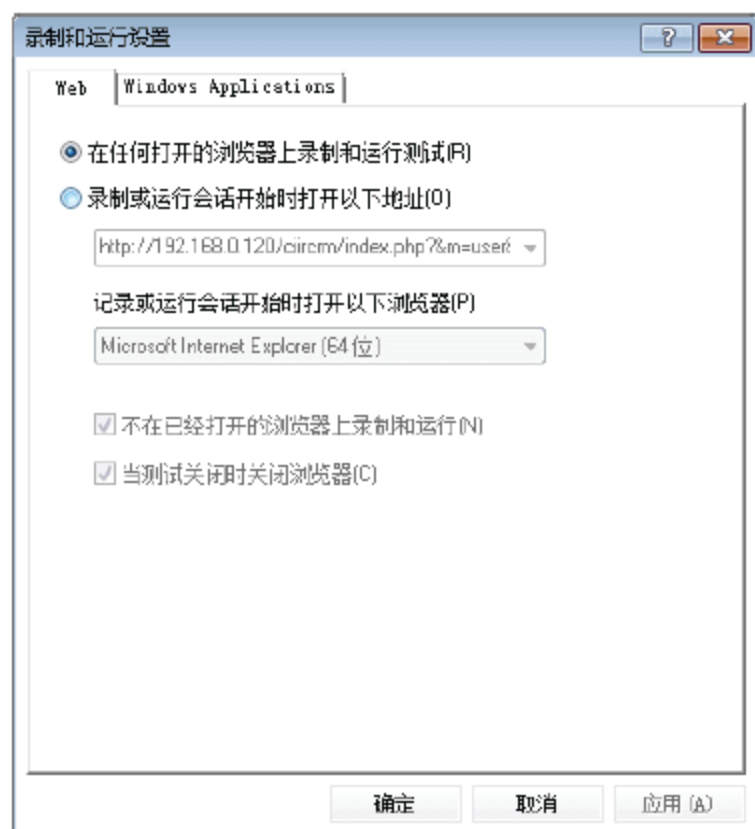 录制和运行设置
Web
Windows Applications
在任何打开的浏览器上录制和运行测试(R)
录制或运行会话开始时打开以下地址(O)
http://192.168.0.120/ciircrm/index.php?&m=user&
记录或运行会话开始时打开以下浏览器(P)
Microsoft Internet Explorer (64 位)
不在已经打开的浏览器上录制和运行(N)
当测试关闭时关闭浏览器(C)
确定 取消 应用 (A)